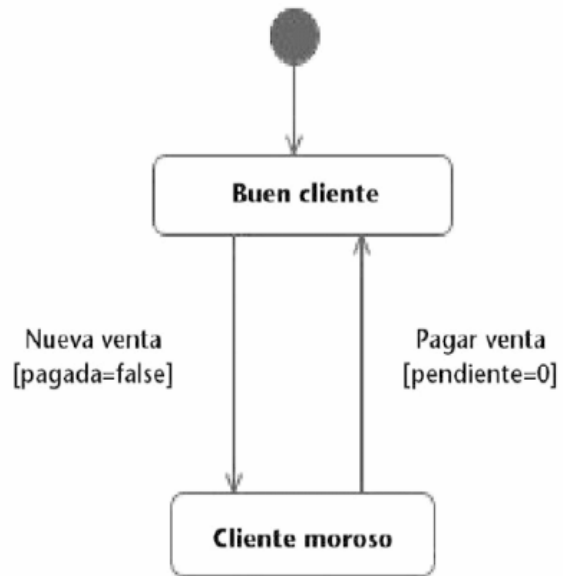 Buen cliente
Nueva venta
[pagada=false]
Pagar venta
[pendiente=0]
Cliente moroso